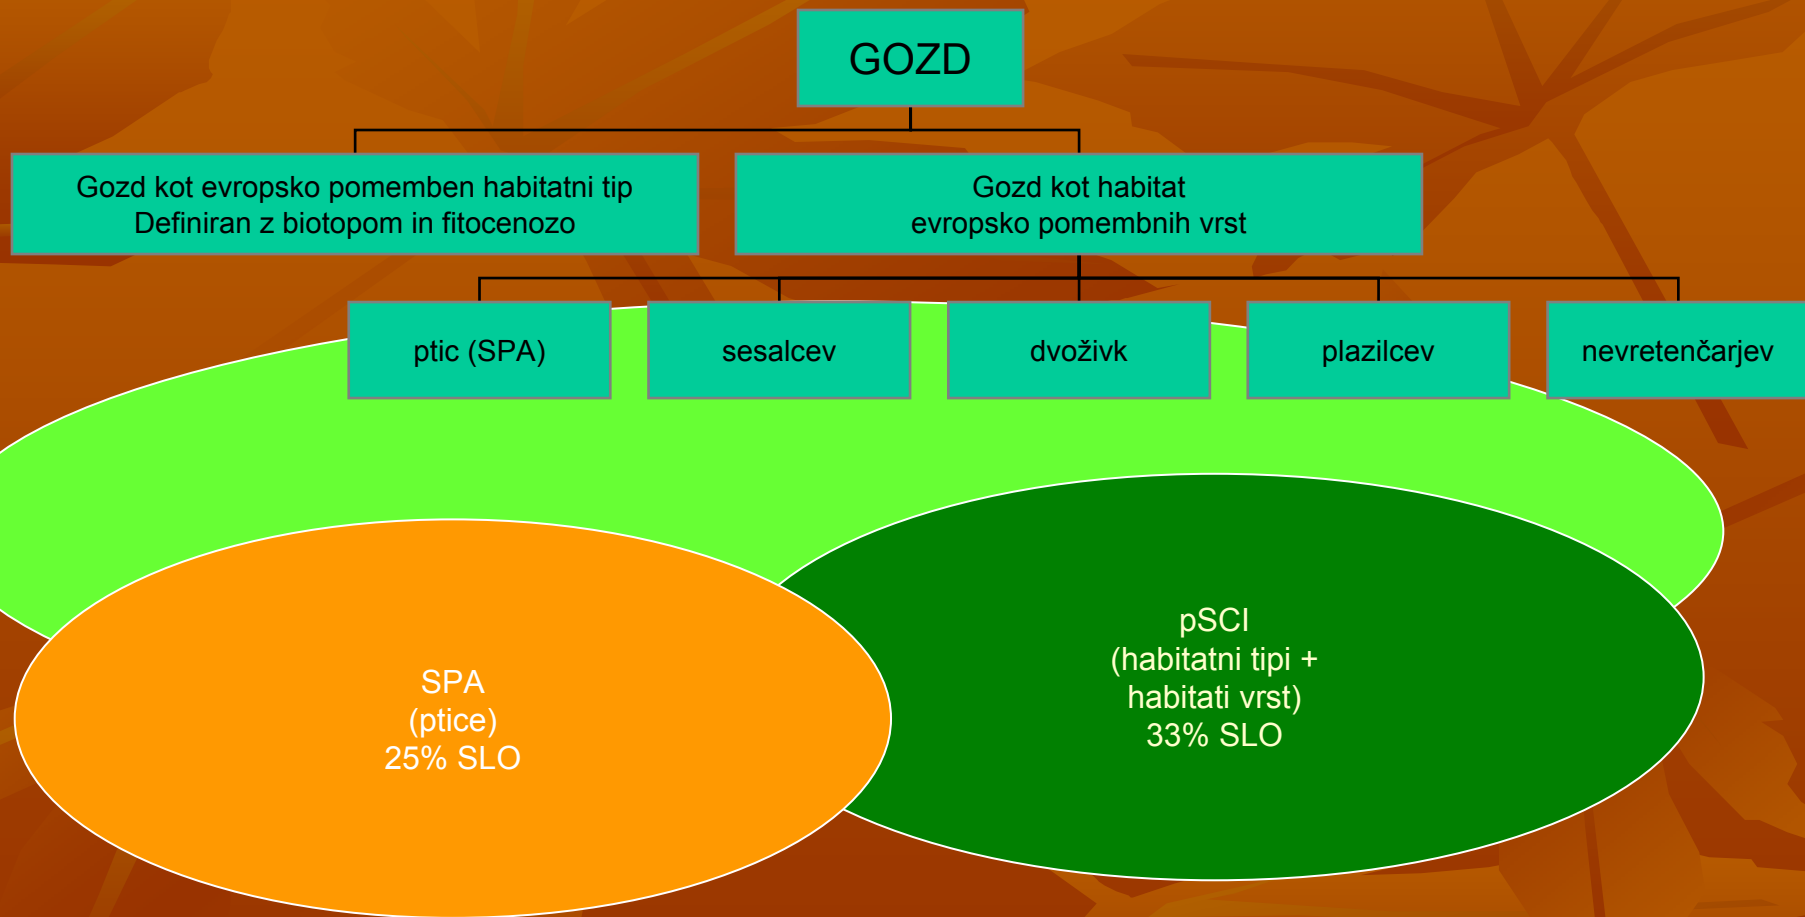 GOZD
Gozd kot evropsko pomemben habitatni tip
Definiran z biotopom in fitocenozo
Gozd kot habitat
evropsko pomembnih vrst
ptic (SPA)
sesalcev
dvoživk
plazilcev
nevretenčarjev
SPA
(ptice)
25% SLO
pSCI
(habitatni tipi +
habitati vrst)
33% SLO